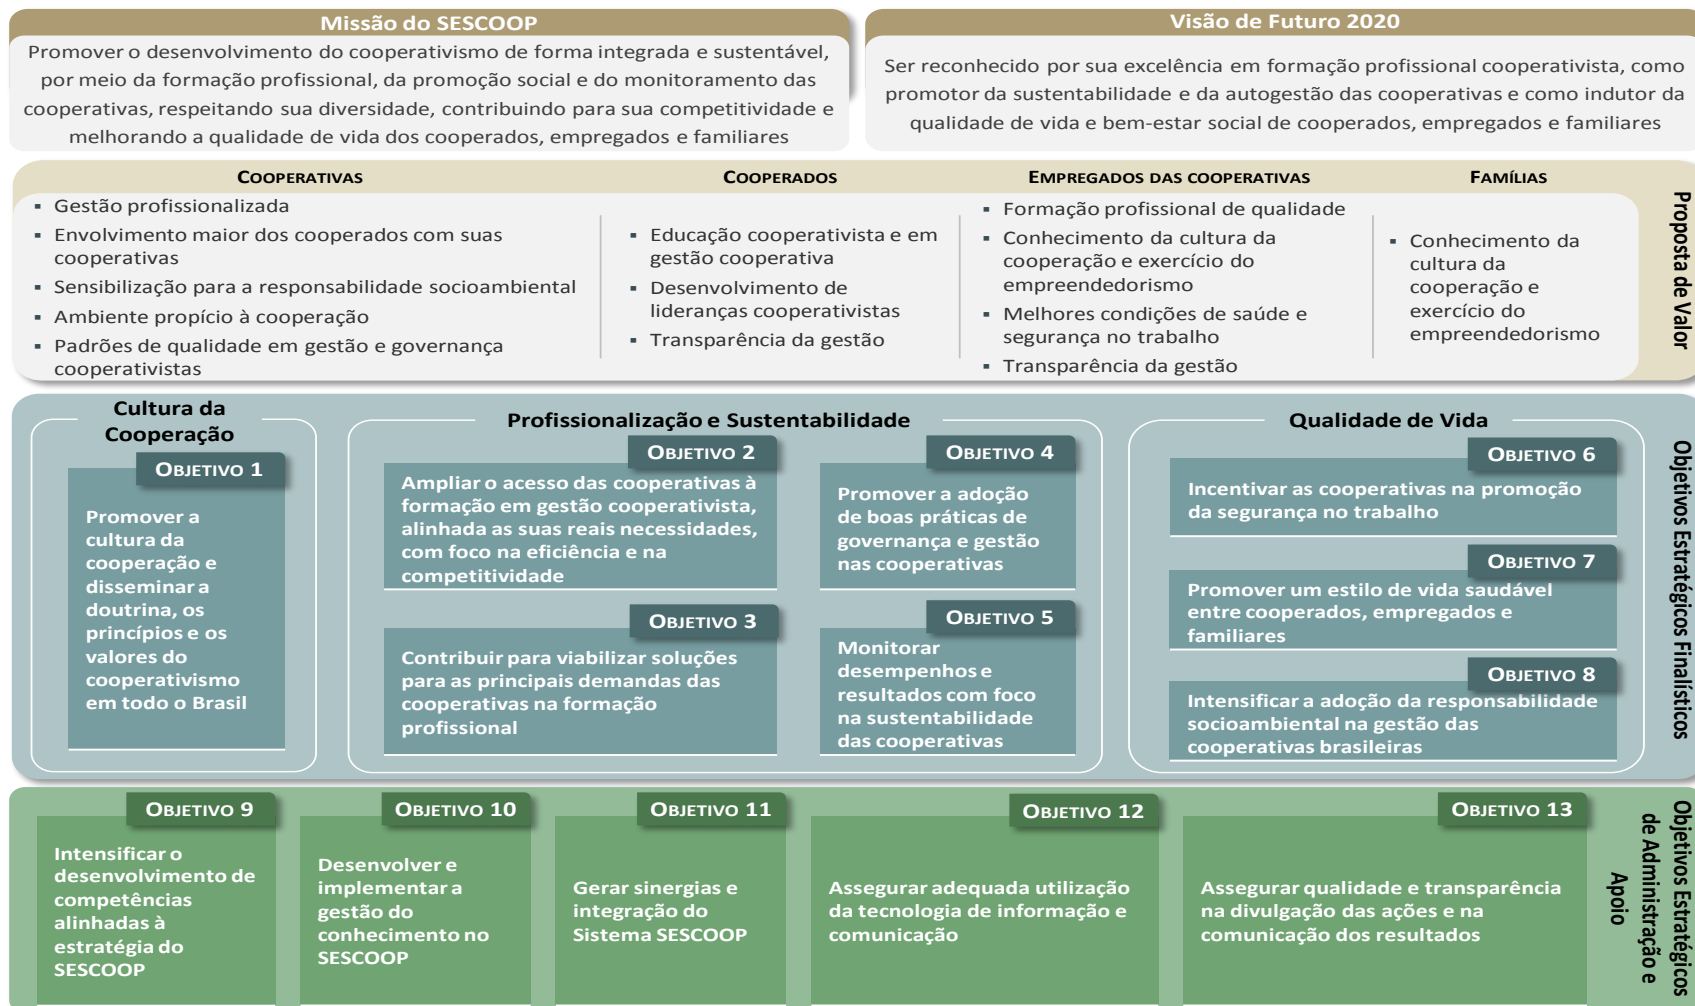 Missão do SESCOOP
Promover o desenvolvimento do cooperativismo de forma integrada e sustentável,
por meio da formação profissional, da promoção social e do monitoramento das
cooperativas, respeitando sua diversidade, contribuindo para sua competitividade e
melhorando a qualidade de vida dos cooperados, empregados e familiares
Visão de Futuro 2020
Ser reconhecido por sua excelência em formação profissional cooperativista, como
promotor da sustentabilidade e da autogestão das cooperativas e como indutor da
qualidade de vida e bem-estar social de cooperados, empregados e familiares
Proposta de Valor
COOPERATIVAS
▪ Gestão profissionalizada
▪ Envolvimento maior dos cooperados com suas
cooperativas
▪ Sensibilização para a responsabilidade socioambiental
▪ Ambiente propício à cooperação
▪ Padrões de qualidade em gestão e governança
cooperativistas
COOPERADOS
▪ Educação cooperativista e em
gestão cooperativa
▪ Desenvolvimento de
lideranças cooperativistas
▪ Transparência da gestão
EMPREGADOS DAS COOPERATIVAS
▪ Formação profissional de qualidade
▪ Conhecimento da cultura da
cooperação e exercício do
empreendedorismo
▪ Melhores condições de saúde e
segurança no trabalho
▪ Transparência da gestão
FAMÍLIAS
▪ Conhecimento da
cultura da
cooperação e
exercício do
empreendedorismo
Objetivos Estratégicos Finalísticos
Cultura da
Cooperação
OBJETIVO 1
Promover a
cultura da
cooperação e
disseminar a
doutrina, os
princípios e os
valores do
cooperativismo
em todo o Brasil
Profissionalização e Sustentabilidade
OBJETIVO 2
Ampliar o acesso das cooperativas à
formação em gestão cooperativista,
alinhada as suas reais necessidades,
com foco na eficiência e na
competitividade
OBJETIVO 3
Contribuir para viabilizar soluções
para as principais demandas das
cooperativas na formação
profissional
OBJETIVO 4
Promover a adoção
de boas práticas de
governança e gestão
nas cooperativas
OBJETIVO 5
Monitorar
desempenhos e
resultados com foco
na sustentabilidade
das cooperativas
Qualidade de Vida
OBJETIVO 6
Incentivar as cooperativas na promoção
da segurança no trabalho
OBJETIVO 7
Promover um estilo de vida saudável
entre cooperados, empregados e
familiares
OBJETIVO 8
Intensificar a adoção da responsabilidade
socioambiental na gestão das
cooperativas brasileiras
Objetivos Estratégicos
de Administração e
Apoio
OBJETIVO 9
Intensificar o
desenvolvimento de
competências
alinhadas à
estratégia do
SESCOOP
OBJETIVO 10
Desenvolver e
implementar a
gestão do
conhecimento no
SESCOOP
OBJETIVO 11
Gerar sinergias e
integração do
Sistema SESCOOP
OBJETIVO 12
Assegurar adequada utilização
da tecnologia de informação e
comunicação
OBJETIVO 13
Assegurar qualidade e transparência
na divulgação das ações e na
comunicação dos resultados